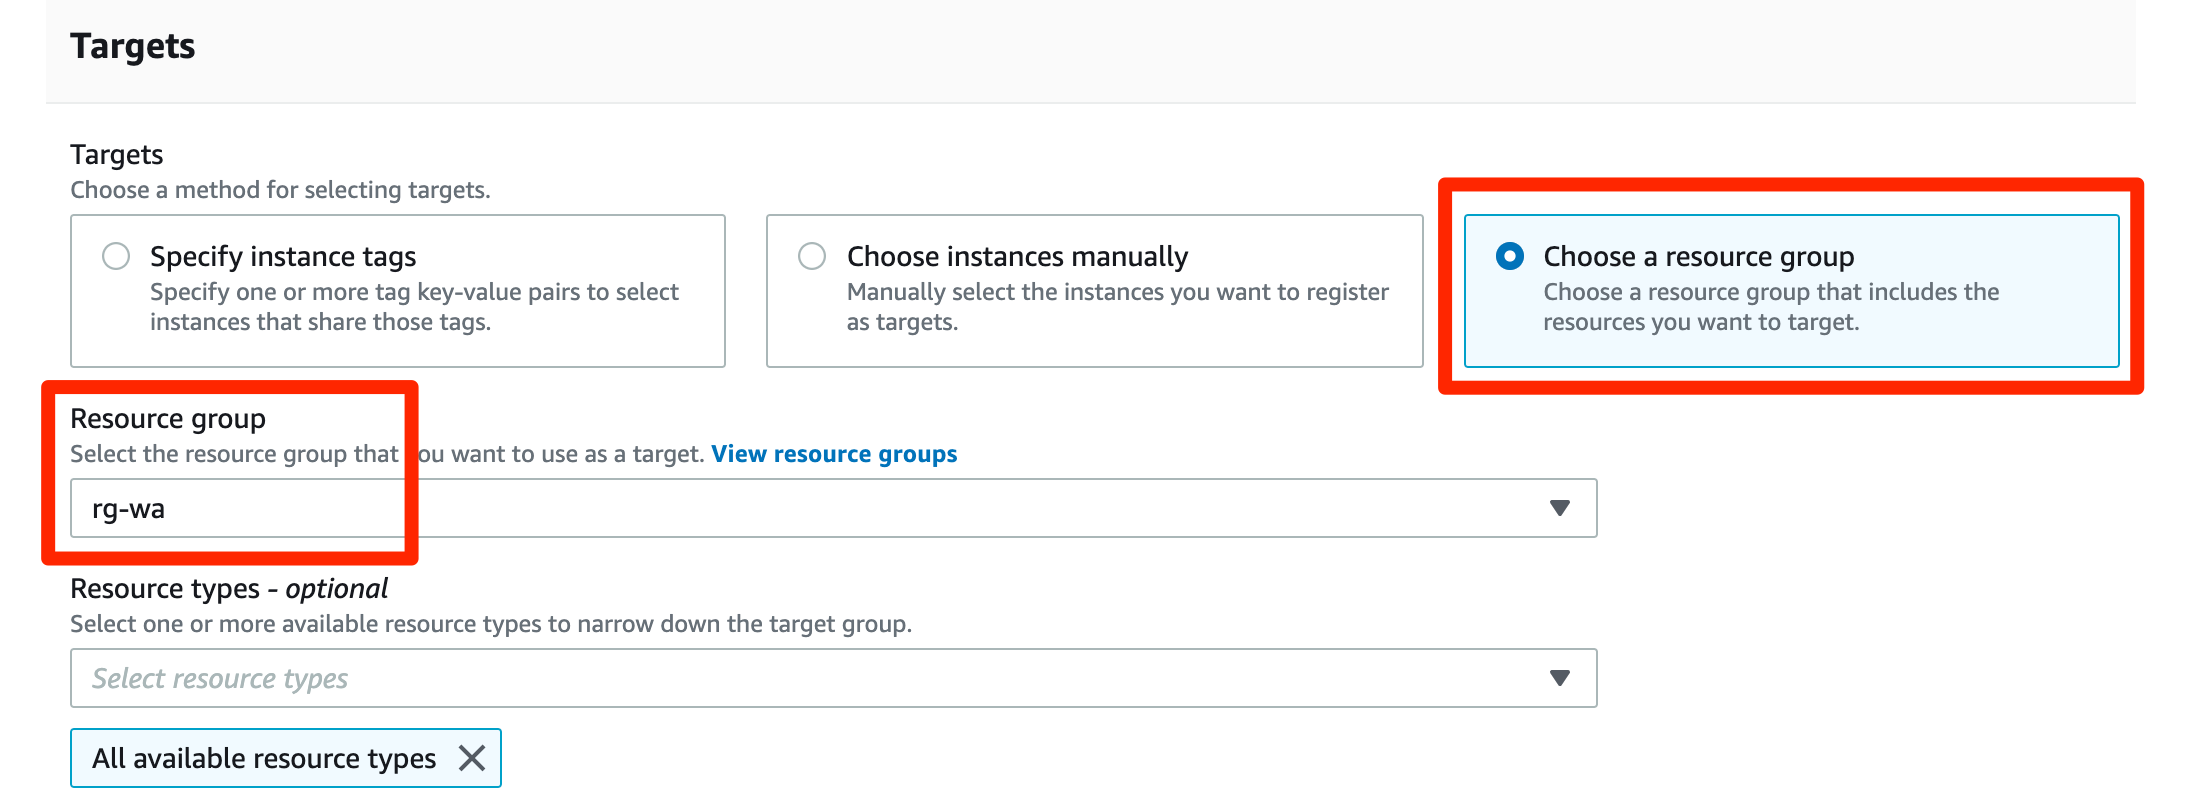 Targets
Targets
Choose a method for selecting targets.
Specify instance tags
Specify one or more tag key-value pairs to select
instances that share those tags.
Choose instances manually
Manually select the instances you want to register
as targets.
Choose a resource group
Choose a resource group that includes the
resources you want to target.
Resource group
Select the resource group that ou want to use as a target. View resource groups
rg-wa
Resource types - optional
Select one or more available resource types to narrow down the target group.
Select resource types
All available resource types